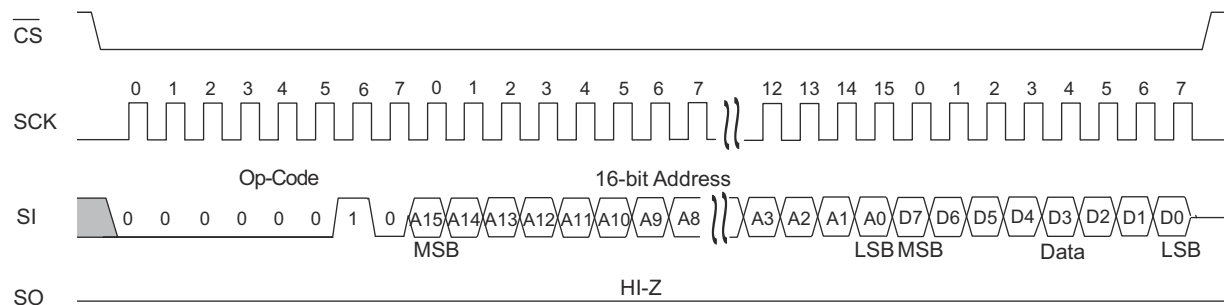 CS
0 1 2 3 4 5 6 7 0 1 2 3 4 5 6 7 12 13 14 15 0 1 2 3 4 5 6 7
SCK
Op-Code 16-bit Address
SI 0 0 0 0 0 0 1 0 A15 A14 A13 A12 A11 A10 A9 A8 A3 A2 A1 A0 D7 D6 D5 D4 D3 D2 D1 D0
MSB LSB MSB Data LSB
HI-Z
SO